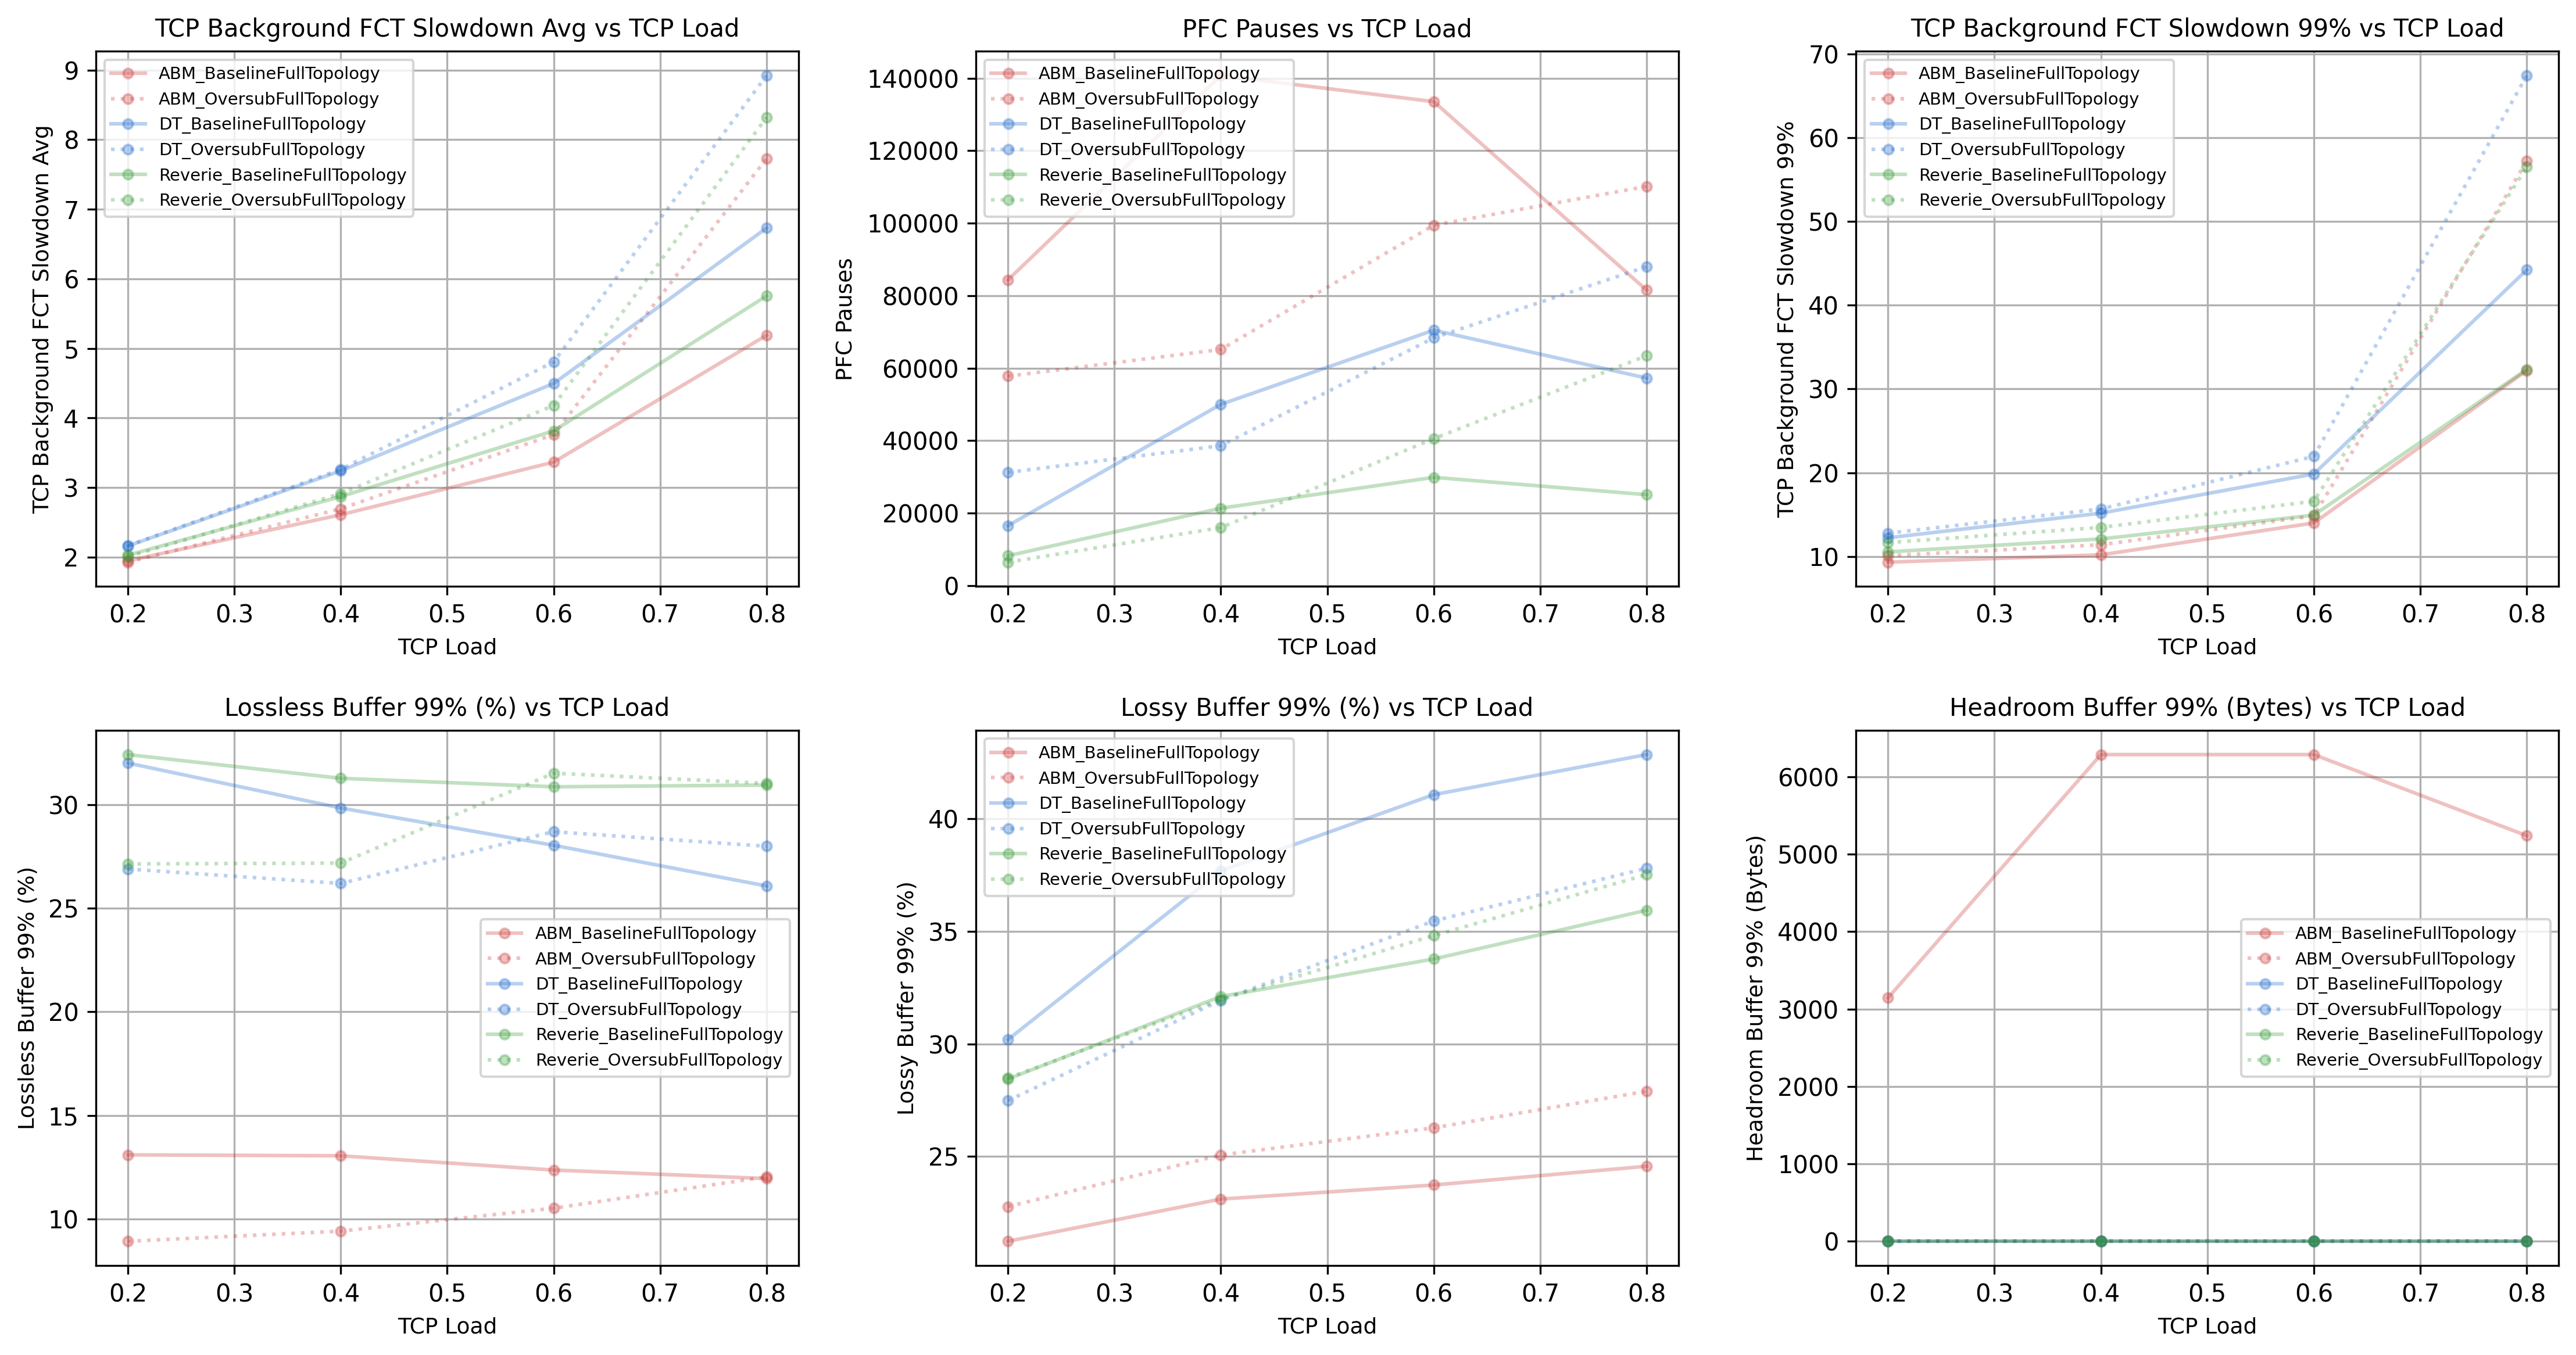 TCP Background FCT Slowdown Avg vs TCP Load
TCP Background FCT Slowdown Avg
9
8
7
6
5
4
3
2
ABM_BaselineFullTopology
ABM_OversubFullTopology
DT_BaselineFullTopology
DT_OversubFullTopology
Reverie_BaselineFullTopology
Reverie_OversubFullTopology
0.2 0.3 0.4 0.5 0.6 0.7 0.8
TCP Load
PFC Pauses vs TCP Load
PFC Pauses
140000
120000
100000
80000
60000
40000
20000
0
ABM_BaselineFullTopology
ABM_OversubFullTopology
DT_BaselineFullTopology
DT_OversubFullTopology
Reverie_BaselineFullTopology
Reverie_OversubFullTopology
0.2 0.3 0.4 0.5 0.6 0.7 0.8
TCP Load
TCP Background FCT Slowdown 99% vs TCP Load
TCP Background FCT Slowdown 99%
70
60
50
40
30
20
10
ABM_BaselineFullTopology
ABM_OversubFullTopology
DT_BaselineFullTopology
DT_OversubFullTopology
Reverie_BaselineFullTopology
Reverie_OversubFullTopology
0.2 0.3 0.4 0.5 0.6 0.7 0.8
TCP Load
Lossless Buffer 99% (%) vs TCP Load
Lossless Buffer 99% (%)
30
25
20
15
10
ABM_BaselineFullTopology
ABM_OversubFullTopology
DT_BaselineFullTopology
DT_OversubFullTopology
Reverie_BaselineFullTopology
Reverie_OversubFullTopology
0.2 0.3 0.4 0.5 0.6 0.7 0.8
TCP Load
Lossy Buffer 99% (%) vs TCP Load
Lossy Buffer 99% (%)
40
35
30
25
ABM_BaselineFullTopology
ABM_OversubFullTopology
DT_BaselineFullTopology
DT_OversubFullTopology
Reverie_BaselineFullTopology
Reverie_OversubFullTopology
0.2 0.3 0.4 0.5 0.6 0.7 0.8
TCP Load
Headroom Buffer 99% (Bytes) vs TCP Load
Headroom Buffer 99% (Bytes)
6000
5000
4000
3000
2000
1000
0
ABM_BaselineFullTopology
ABM_OversubFullTopology
DT_BaselineFullTopology
DT_OversubFullTopology
Reverie_BaselineFullTopology
Reverie_OversubFullTopology
0.2 0.3 0.4 0.5 0.6 0.7 0.8
TCP Load